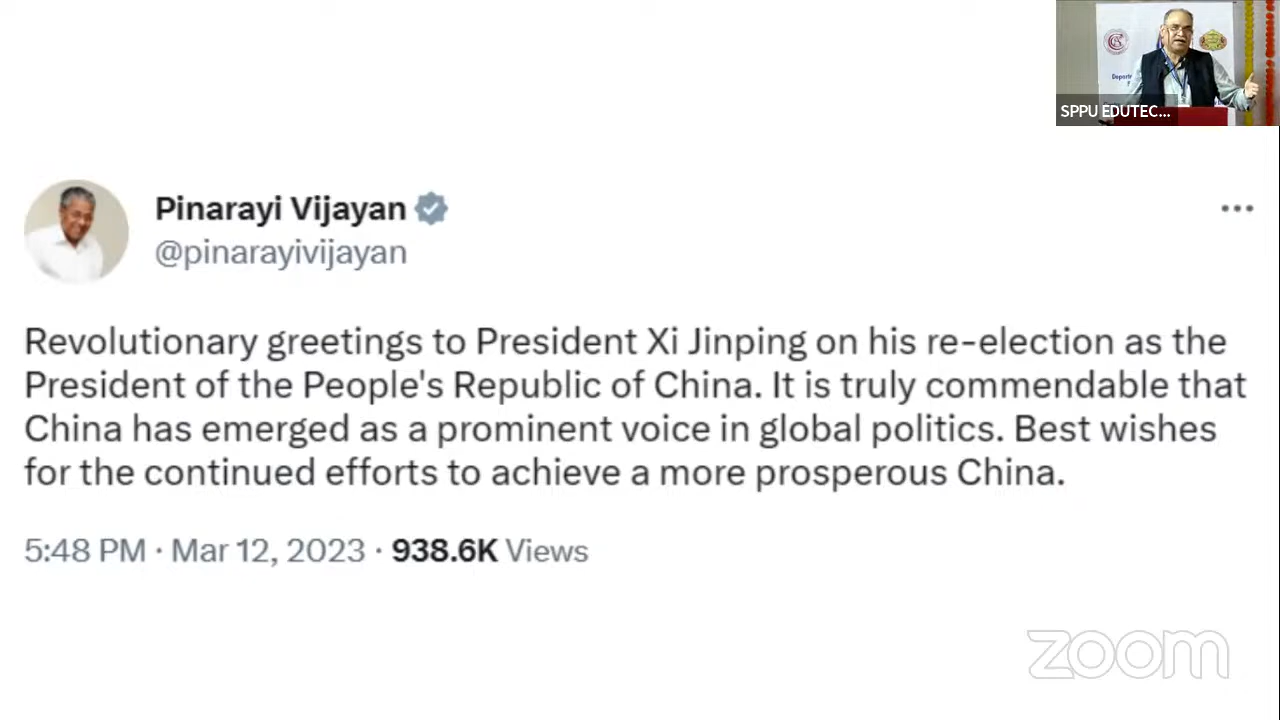 SPPU EDUTEC...
Pinarayi Vijayan
@pinarayivijayan
Revolutionary greetings to President Xi Jinping on his re-election as the
President of the People's Republic of China. It is truly commendable that
China has emerged as a prominent voice in global politics. Best wishes
for the continued efforts to achieve a more prosperous China.
5:48 PM · Mar 12, 2023 · 938.6K Views
zoom